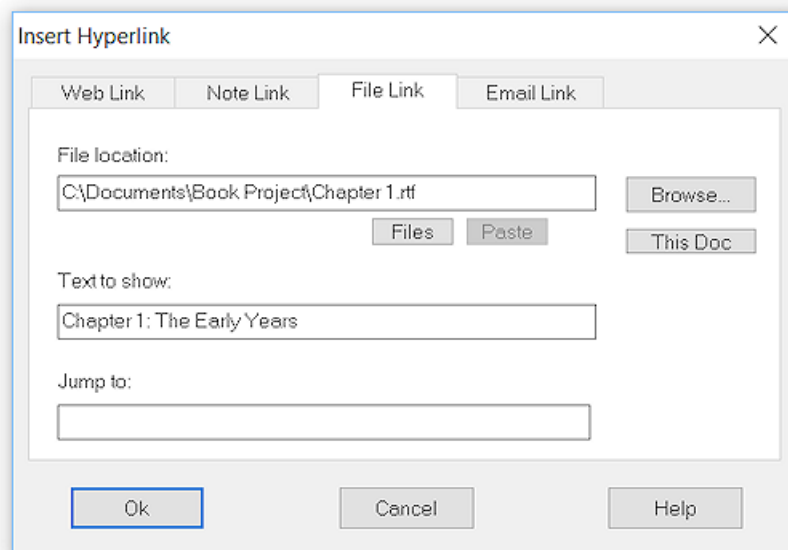 Insert Hyperlink
Web Link Note Link File Link Email Link
File location:
C:\Documents\Book Project\Chapter 1.rtf Browse...
Files Paste This Doc
Text to show:
Chapter 1: The Early Years
Jump to:
Ok Cancel Help